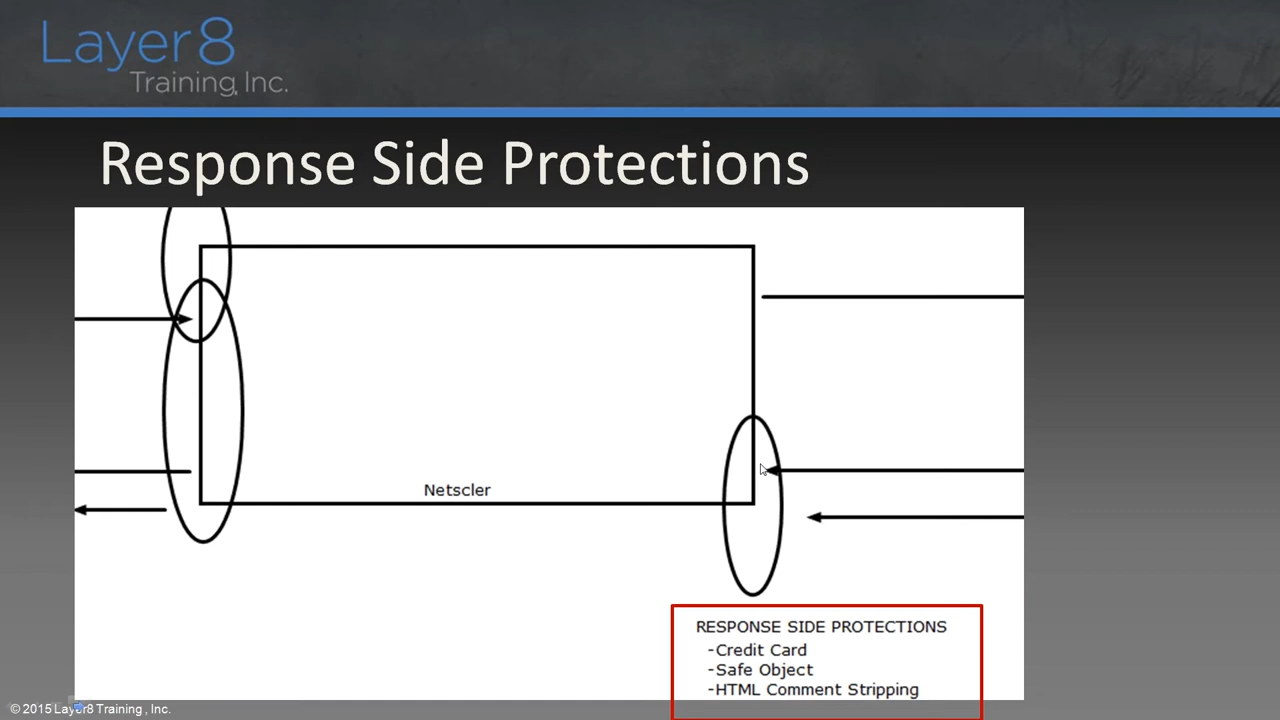 Layer8
Training, Inc.
Response Side Protections
Netscler
RESPONSE SIDE PROTECTIONS
-Credit Card
-Safe Object
-HTML Comment Stripping
© 2015 Layer8 Training , Inc.